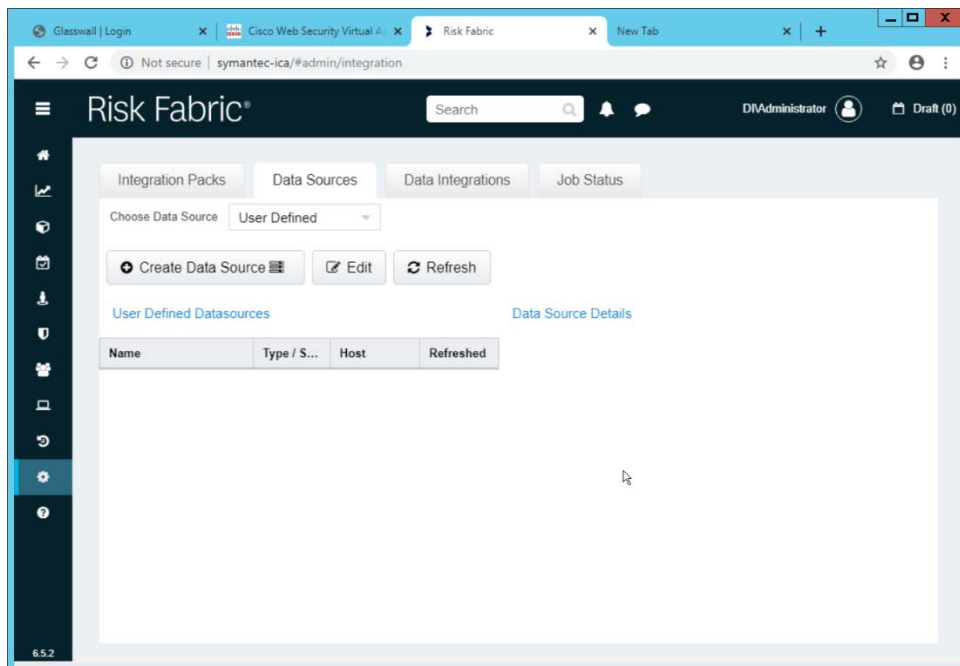 Glasswall | Login
Cisco Web Security Virtual A
Risk Fabric
New Tab
Not secure | symantec-ica/#admin/integration
Risk Fabric®
Search
DI\Administrator
Draft (0)
Integration Packs
Data Sources
Data Integrations
Job Status
Choose Data Source
User Defined
Create Data Source
Edit
Refresh
User Defined Datasources
Data Source Details
Name
Type / S...
Host
Refreshed
6.5.2